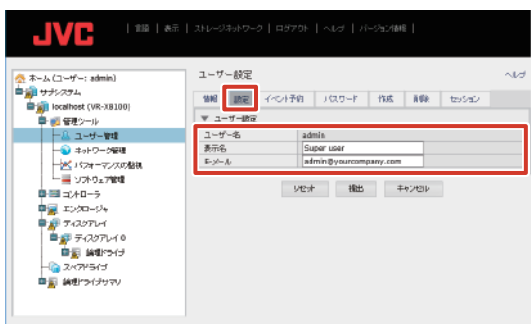 JVC
| 言語 | 表示 | ストレージネットワーク | ログアウト | ヘルプ | バージョン情報 |
ホーム (ユーザー: admin)
サブシステム
localhost (VR-X8100)
管理ツール
ユーザー管理
ネットワーク管理
パフォーマンスの監視
ソフトウェア管理
コントローラ
エンクロージャ
ディスクアレイ
ディスクアレイ 0
論理ドライブ
スペアドライブ
論理ドライブサマリ
ユーザー設定 ヘルプ
情報 設定 イベント予約 パスワード 作成 削除 セッション
▼ ユーザー設定
ユーザー名 admin
表示名 Super user
E-メール admin@yourcompany.com
リセット 提出 キャンセル